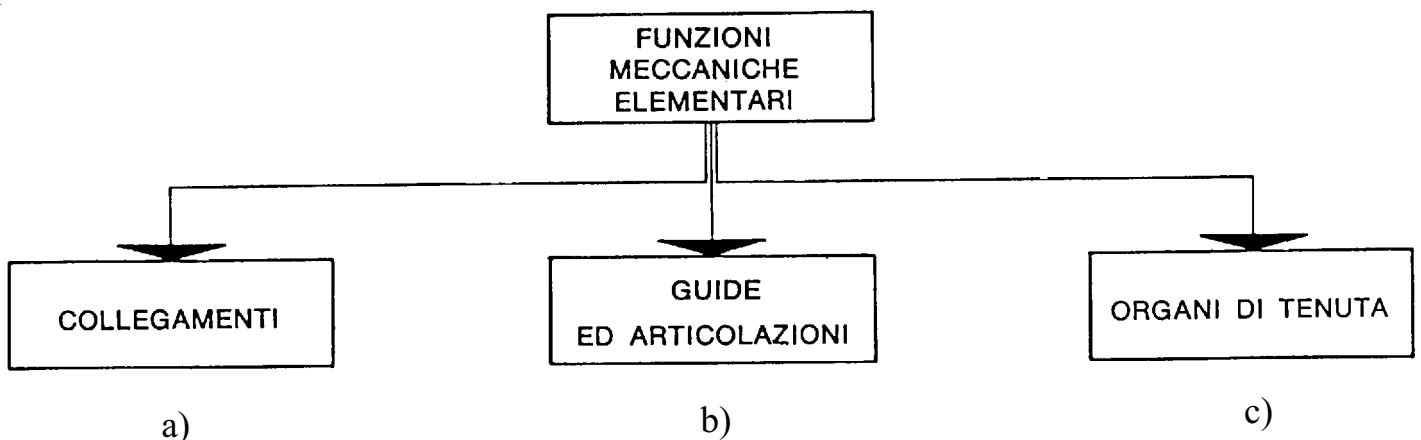 FUNZIONI
MECCANICHE
ELEMENTARI
COLLEGAMENTI
GUIDE
ED ARTICOLAZIONI
ORGANI DI TENUTA
a)
b)
c)